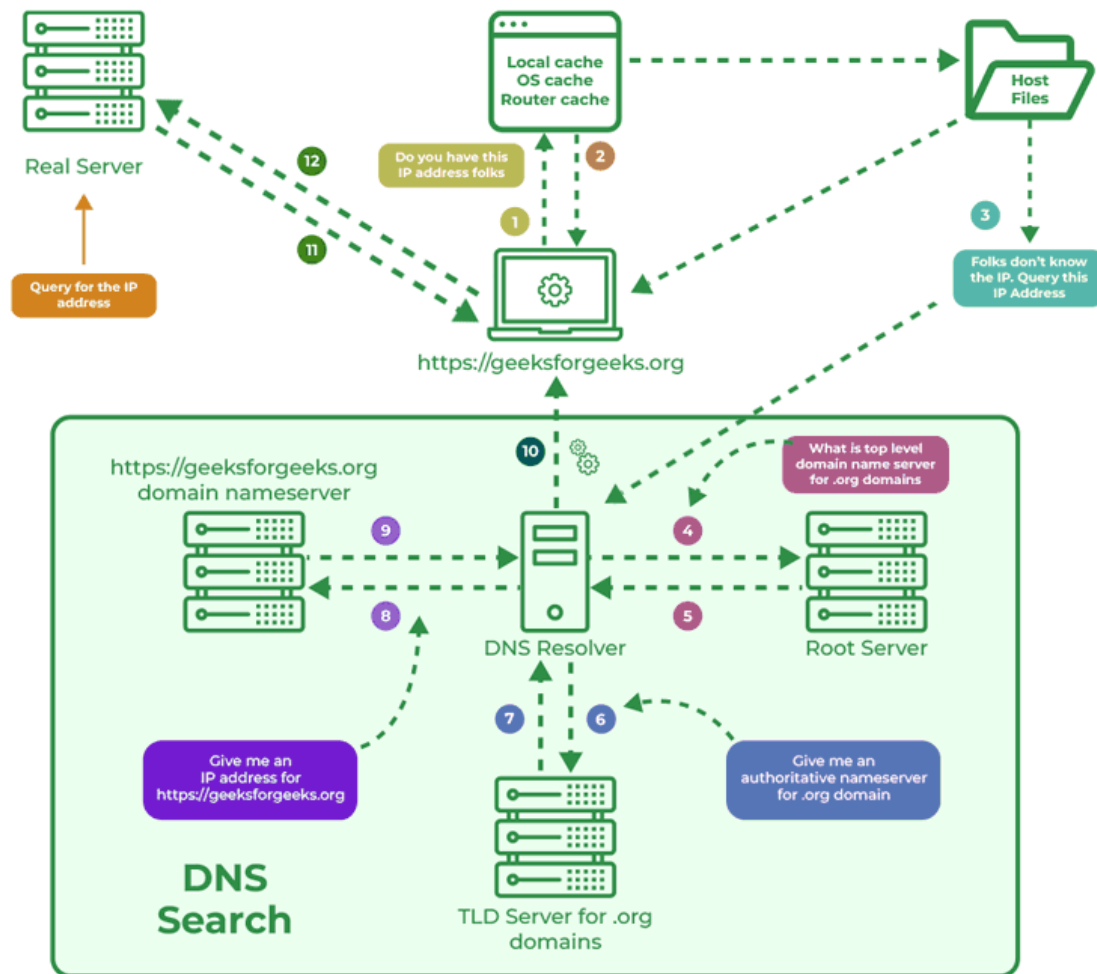 Local cache
OS cache
Router cache
Host
Files
Real Server
12
Do you have this
IP address folks
2
1
3
11
Query for the IP
address
Folks don't know
the IP. Query this
IP Address
https://geeksforgeeks.org
10
What is top level
domain name server
for .org domains
https://geeksforgeeks.org
domain nameserver
9
4
8
5
DNS Resolver
Root Server
7
6
Give me an
IP address for
https://geeksforgeeks.org
Give me an
authoritative nameserver
for .org domain
DNS
Search
TLD Server for .org
domains